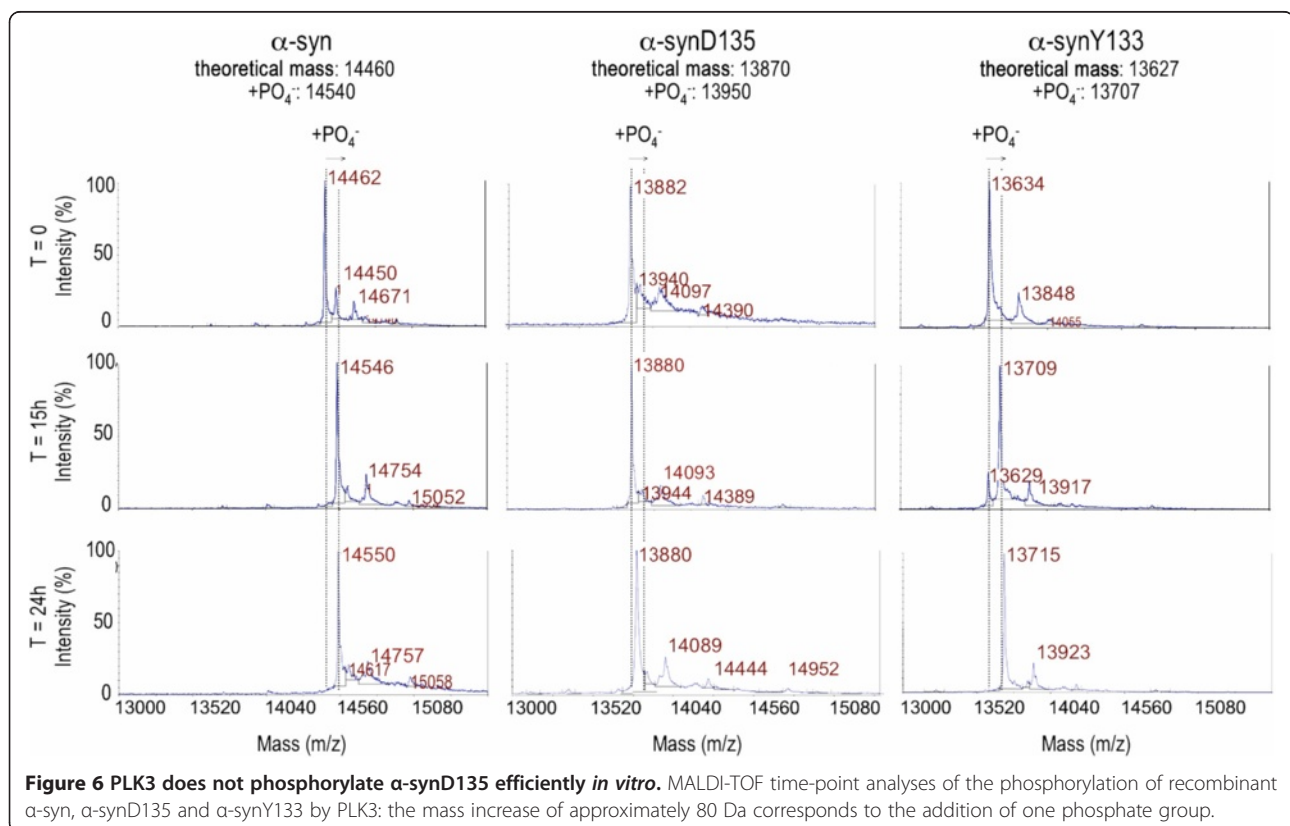 α-syn
theoretical mass: 14460
+PO₄⁻: 14540
α-synD135
theoretical mass: 13870
+PO₄⁻: 13950
α-synY133
theoretical mass: 13627
+PO₄⁻: 13707
+PO₄⁻
+PO₄⁻
+PO₄⁻
T = 0
Intensity (%)
100
50
0
14462
14450
14671
13882
13940
14097
14390
13634
13848
14055
T = 15h
Intensity (%)
100
50
0
14546
14754
15052
13880
14093
13944
14389
13709
13629
13917
T = 24h
Intensity (%)
100
50
0
14550
14757
14617
15058
13880
14089
14444
14952
13715
13923
13000 13520 14040 14560 15080
13000 13520 14040 14560 15080
13000 13520 14040 14560 15080
Mass (m/z)
Mass (m/z)
Mass (m/z)
Figure 6 PLK3 does not phosphorylate α-synD135 efficiently in vitro. MALDI-TOF time-point analyses of the phosphorylation of recombinant
α-syn, α-synD135 and α-synY133 by PLK3: the mass increase of approximately 80 Da corresponds to the addition of one phosphate group.